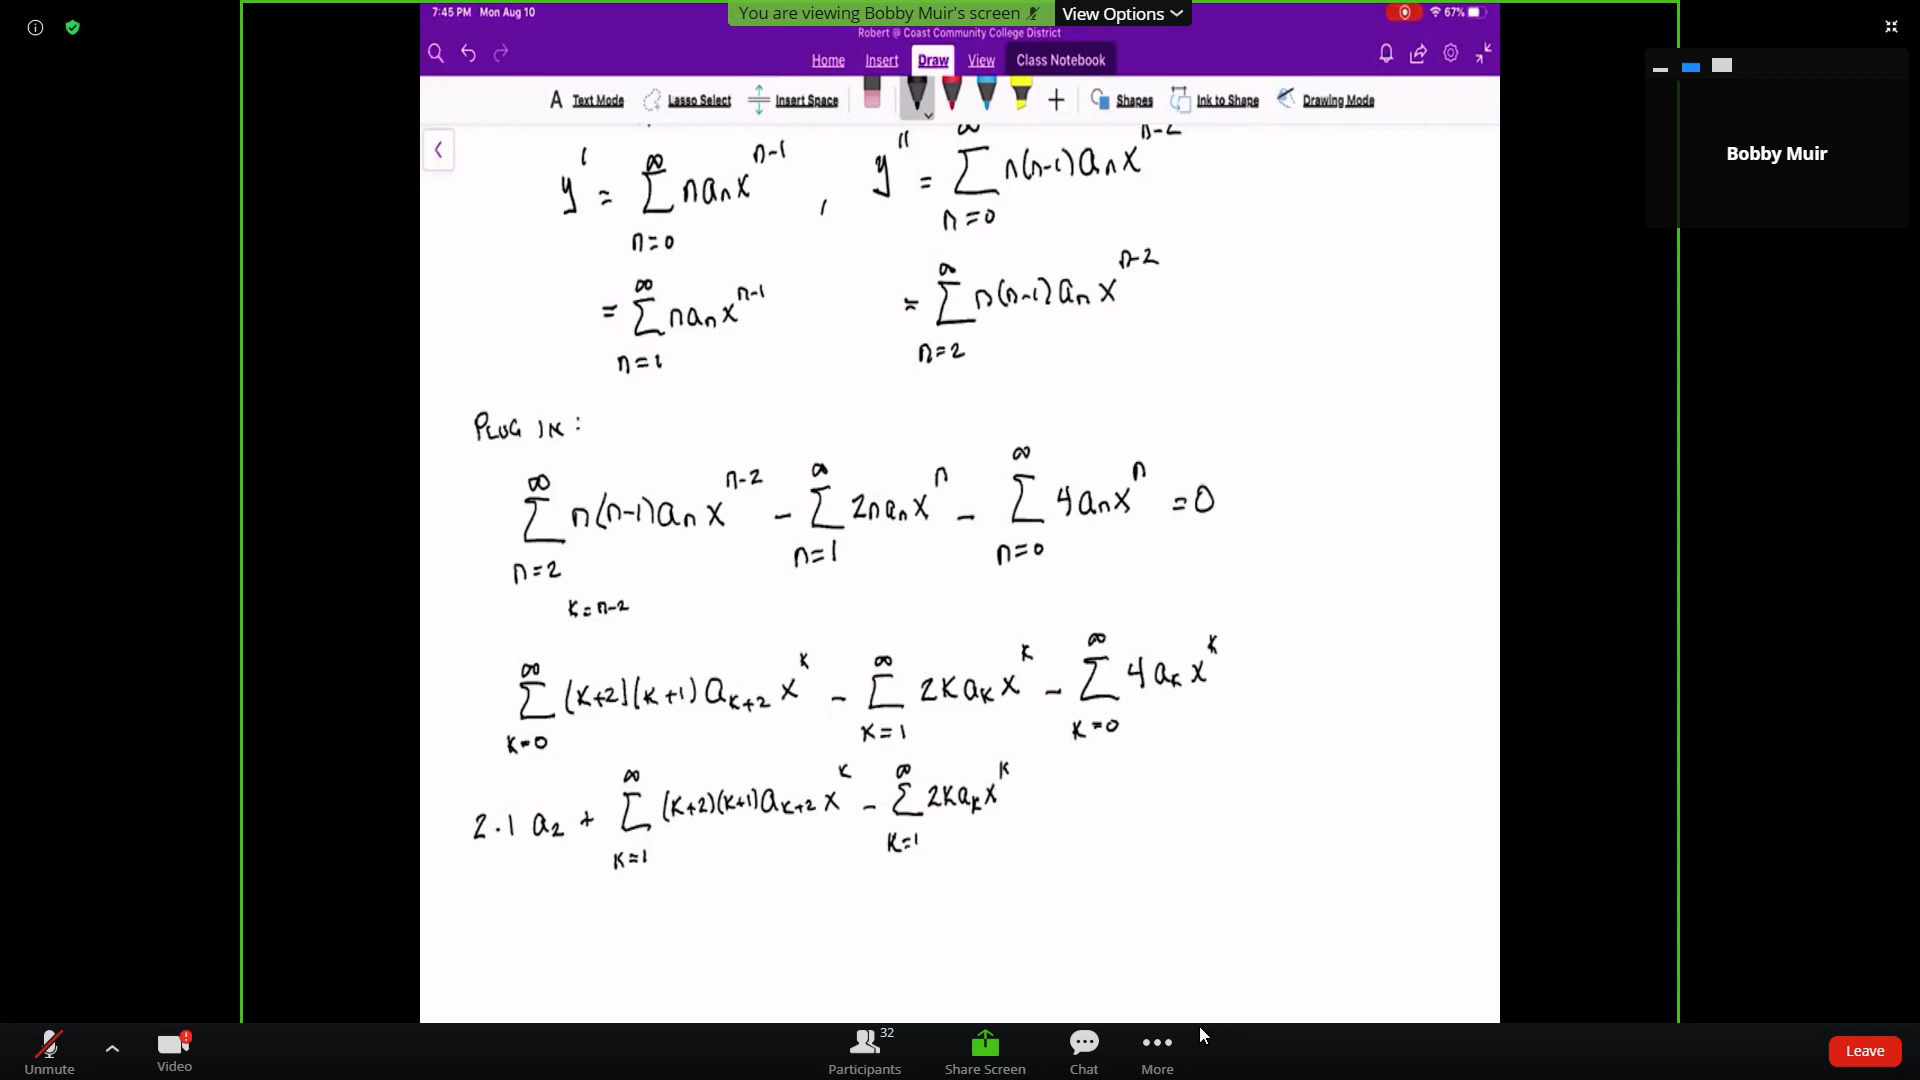 7:45 PM Mon Aug 10
You are viewing Bobby Muir's screen
View Options
67%
Robert @ Coast Community College District
Home Insert Draw View Class Notebook
Text Mode Lasso Select Insert Space Shapes Ink to Shape Drawing Mode
Bobby Muir
y' = ∑_{n=0}^{∞} n a_n x^{n-1} , y'' = ∑_{n=0}^{∞} n(n-1) a_n x^{n-2}
= ∑_{n=1}^{∞} n a_n x^{n-1} = ∑_{n=2}^{∞} n(n-1) a_n x^{n-2}
PLUG IN:
∑_{n=2}^{∞} n(n-1) a_n x^{n-2} - ∑_{n=1}^{∞} 2n a_n x^n - ∑_{n=0}^{∞} 4 a_n x^n = 0
K = n-2
∑_{K=0}^{∞} (K+2)(K+1) a_{K+2} x^K - ∑_{K=1}^{∞} 2K a_K x^K - ∑_{K=0}^{∞} 4 a_K x^K
2·1 a_2 + ∑_{K=1}^{∞} (K+2)(K+1) a_{K+2} x^K - ∑_{K=1}^{∞} 2K a_K x^K
Unmute
Video
Participants 32
Share Screen
Chat
More
Leave